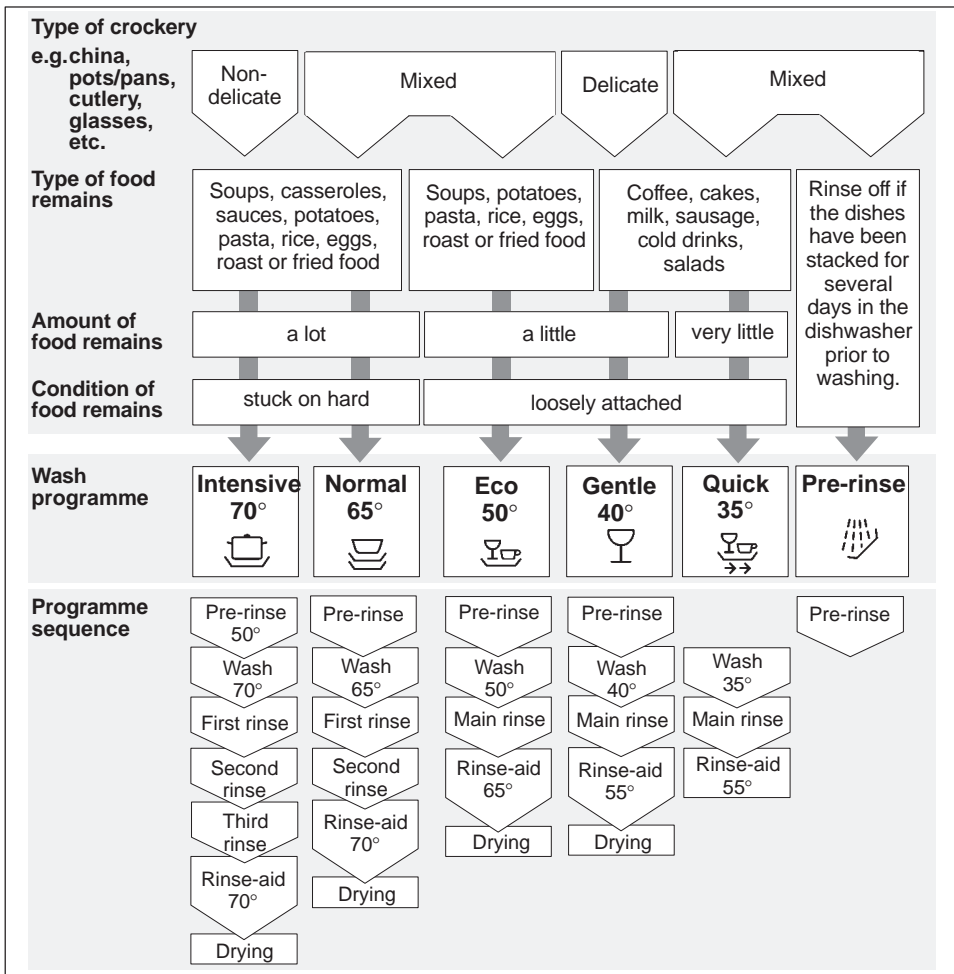 Type of crockery
e.g. china,
pots/pans,
cutlery,
glasses,
etc.
Non-
delicate
Mixed
Delicate
Mixed
Type of food
remains
Soups, casseroles,
sauces, potatoes,
pasta, rice, eggs,
roast or fried food
Soups, potatoes,
pasta, rice, eggs,
roast or fried food
Coffee, cakes,
milk, sausage,
cold drinks,
salads
Rinse off if
the dishes
have been
stacked for
several
days in the
dishwasher
prior to
washing.
Amount of
food remains
a lot
a little
very little
Condition of
food remains
stuck on hard
loosely attached
Wash
programme
Intensive
70°
Normal
65°
Eco
50°
Gentle
40°
Quick
35°
Pre-rinse
Programme
sequence
Pre-rinse
50°
Wash
70°
First rinse
Second
rinse
Third
rinse
Rinse-aid
70°
Drying
Pre-rinse
Wash
65°
First rinse
Second
rinse
Rinse-aid
70°
Drying
Pre-rinse
Wash
50°
Main rinse
Rinse-aid
65°
Drying
Pre-rinse
Wash
40°
Main rinse
Rinse-aid
55°
Drying
Wash
35°
Main rinse
Rinse-aid
55°
Pre-rinse